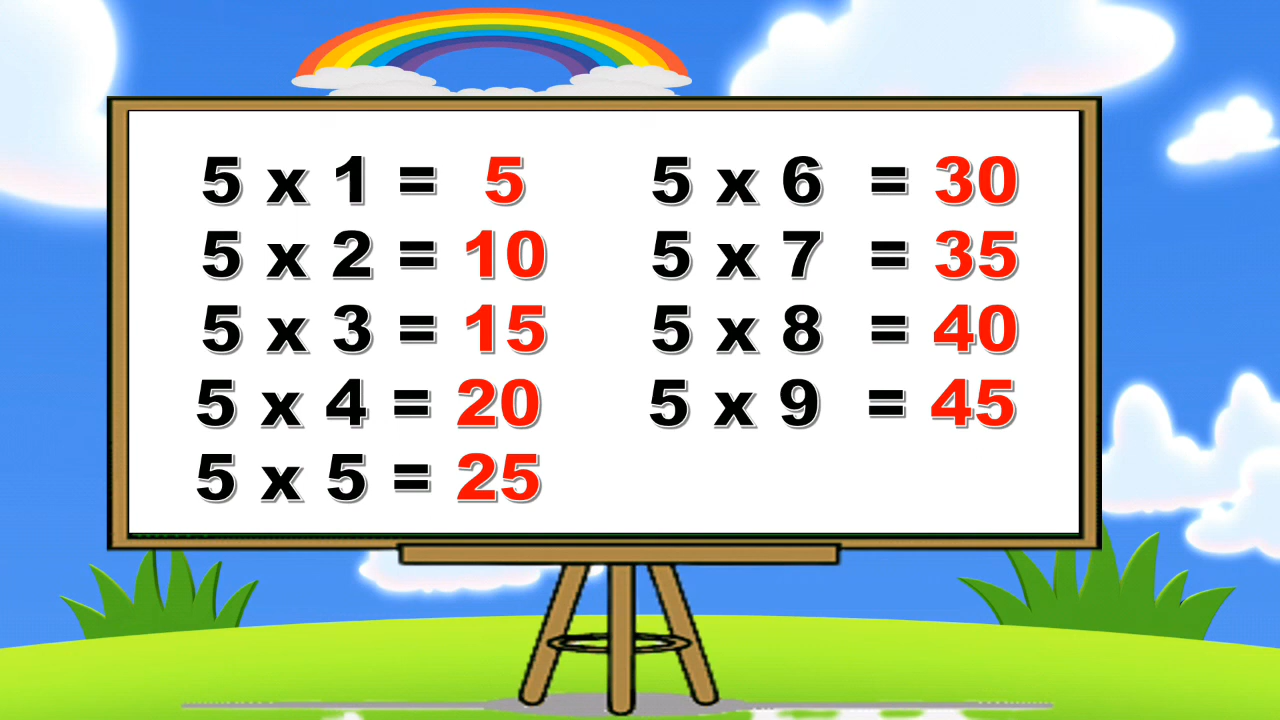 5 x 1 = 5
5 x 2 = 10
5 x 3 = 15
5 x 4 = 20
5 x 5 = 25
5 x 6 = 30
5 x 7 = 35
5 x 8 = 40
5 x 9 = 45